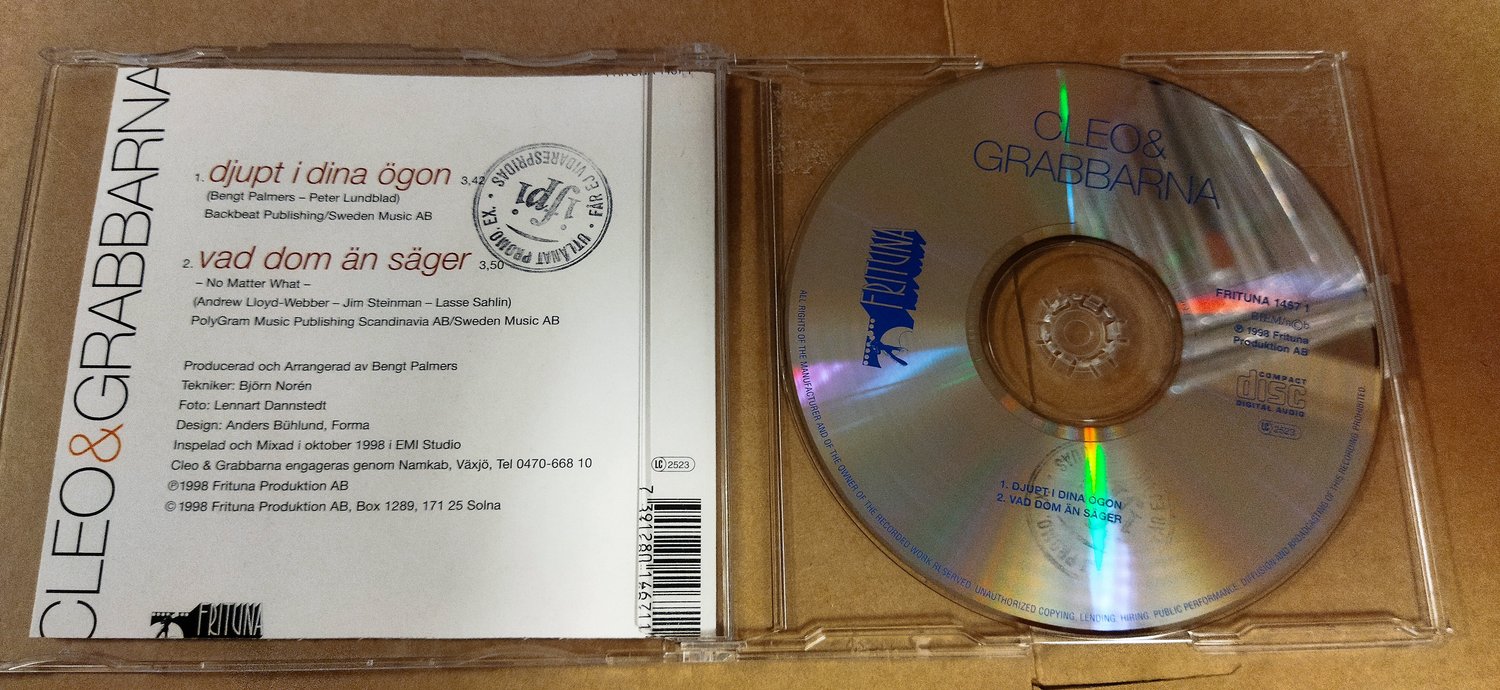 CLEO&GRABBARNA
1. djupt i dina ögon 3,42
(Bengt Palmers – Peter Lundblad)
Backbeat Publishing/Sweden Music AB
2. vad dom än säger 3,50
– No Matter What –
(Andrew Lloyd-Webber – Jim Steinman – Lasse Sahlin)
PolyGram Music Publishing Scandinavia AB/Sweden Music AB
Producerad och Arrangerad av Bengt Palmers
Tekniker: Björn Norén
Foto: Lennart Dannstedt
Design: Anders Bühlund, Forma
Inspelad och Mixad i oktober 1998 i EMI Studio
Cleo & Grabbarna engageras genom Namkab, Växjö, Tel 0470-668 10
℗1998 Frituna Produktion AB
©1998 Frituna Produktion AB, Box 1289, 171 25 Solna
FRITUNA
ifpi
• UTLÅNAT PROMO. EX. • FÅR EJ VIDARESPRIDAS
LC 2523
7 391280 146711
CLEO&
GRABBARNA
FRITUNA
FRITUNA 1467 1
℗ 1998 Frituna
Produktion AB
COMPACT
disc
DIGITAL AUDIO
LC 2523
1. DJUPT I DINA ÖGON
2. VAD DOM ÄN SÄGER
ALL RIGHTS OF THE MANUFACTURER AND OF THE OWNER OF THE RECORDED WORK RESERVED. UNAUTHORIZED COPYING, LENDING, HIRING, PUBLIC PERFORMANCE, DIFFUSION AND BROADCASTING OF THIS RECORDING PROHIBITED.